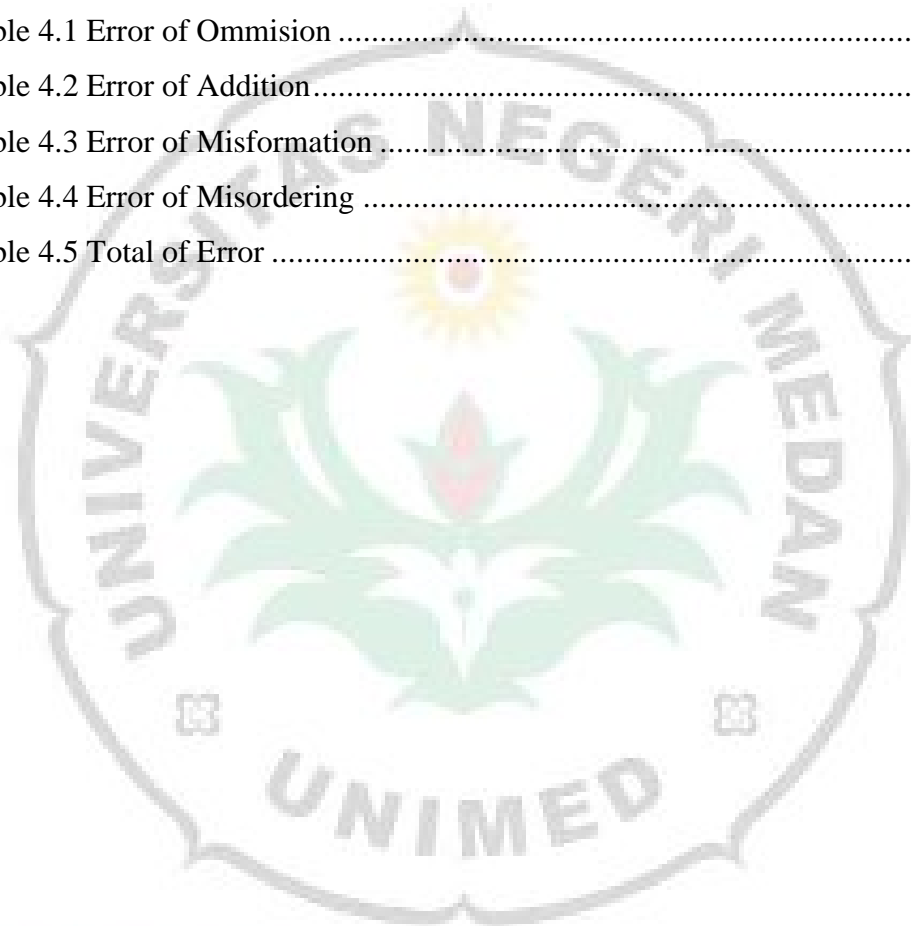 ble 4.1 Error of Ommision ......................................................................
ble 4.2 Error of Addition.........................................................................
ble 4.3 Error of Misformation .................................................................
ble 4.4 Error of Misordering ...................................................................
ble 4.5 Total of Error ..............................................................................
UNIVERSITAS NEGERI MEDAN
UNIMED